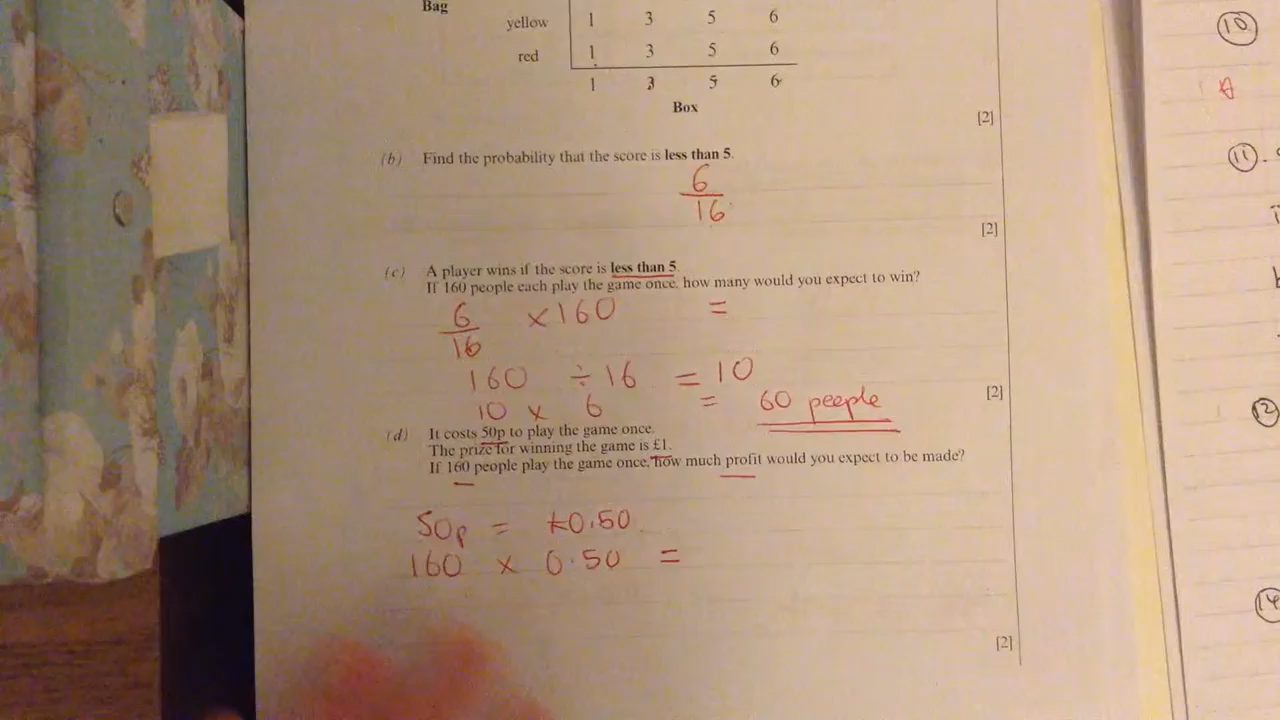 Bag
yellow 1 3 5 6
red 1 3 5 6
1 3 5 6
Box
[2]
(b) Find the probability that the score is less than 5.
6
16
[2]
(c) A player wins if the score is less than 5.
If 160 people each play the game once, how many would you expect to win?
6
16
×160 =
160 ÷ 16 = 10
10 × 6 = 60 people
[2]
(d) It costs 50p to play the game once.
The prize for winning the game is £1.
If 160 people play the game once, how much profit would you expect to be made?
50p = £0.50
160 × 0.50 =
[2]
10
11
12
14